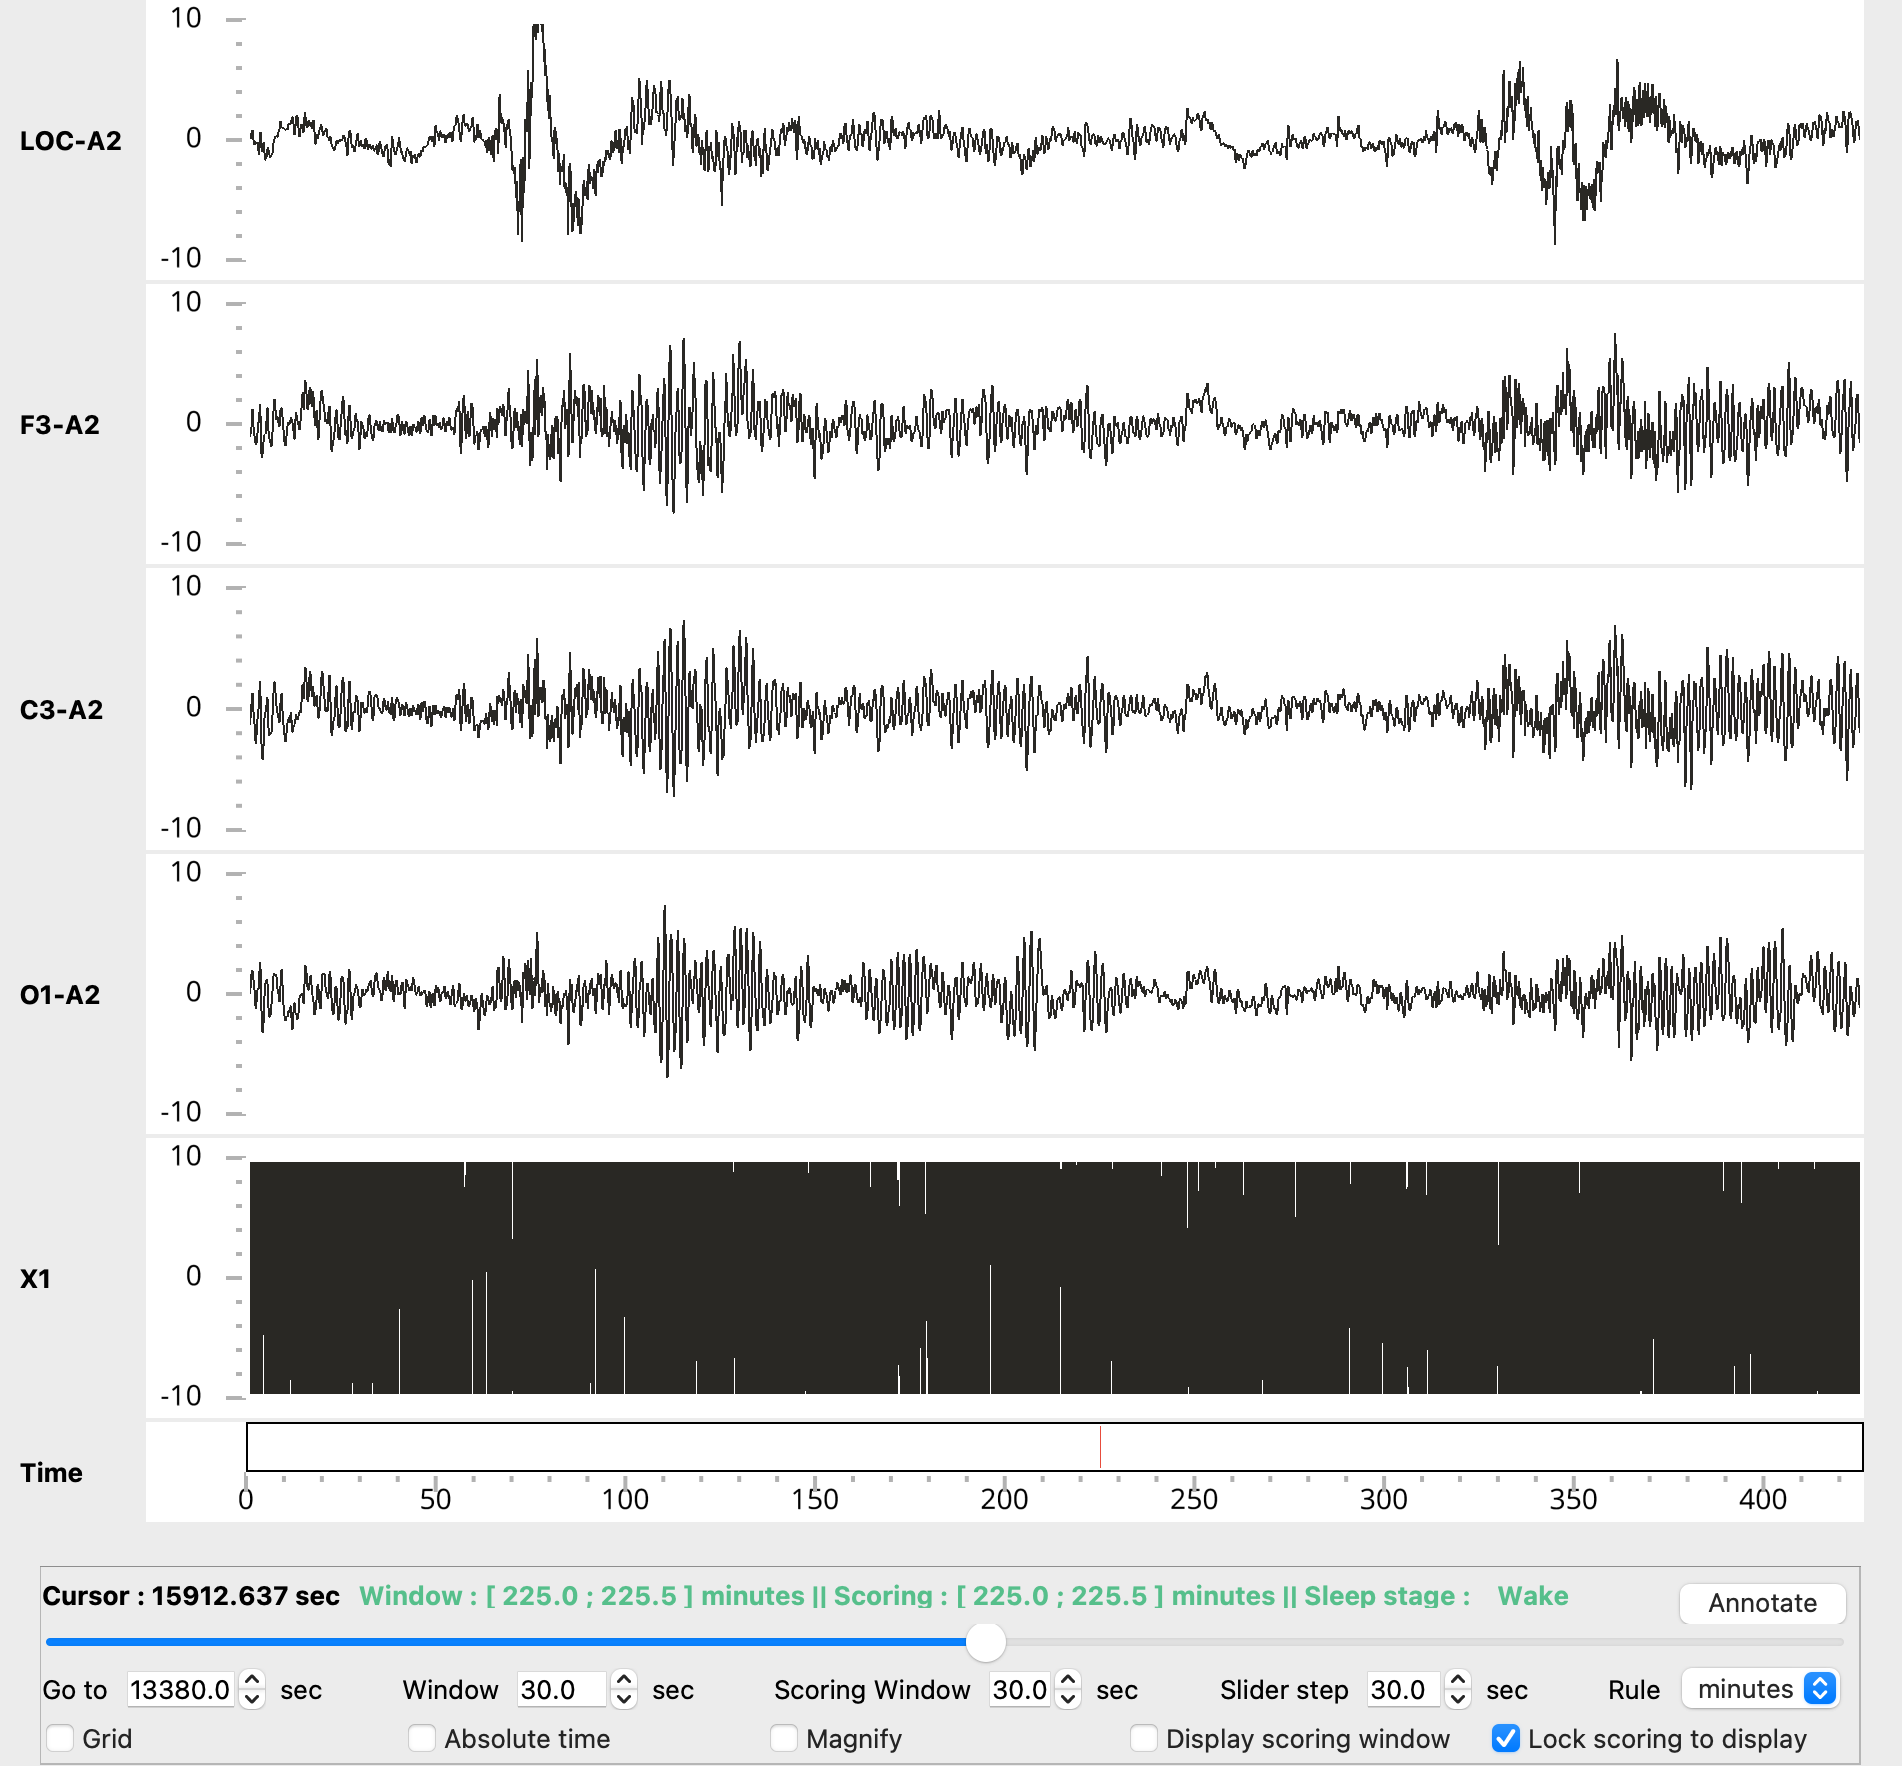 10
LOC-A2
0
-10
10
F3-A2
0
-10
10
C3-A2
0
-10
10
O1-A2
0
-10
10
X1
0
-10
Time
0 50 100 150 200 250 300 350 400
Cursor : 15912.637 sec Window : [ 225.0 ; 225.5 ] minutes || Scoring : [ 225.0 ; 225.5 ] minutes || Sleep stage : Wake Annotate
Go to 13380.0 sec Window 30.0 sec Scoring Window 30.0 sec Slider step 30.0 sec Rule minutes
Grid Absolute time Magnify Display scoring window Lock scoring to display